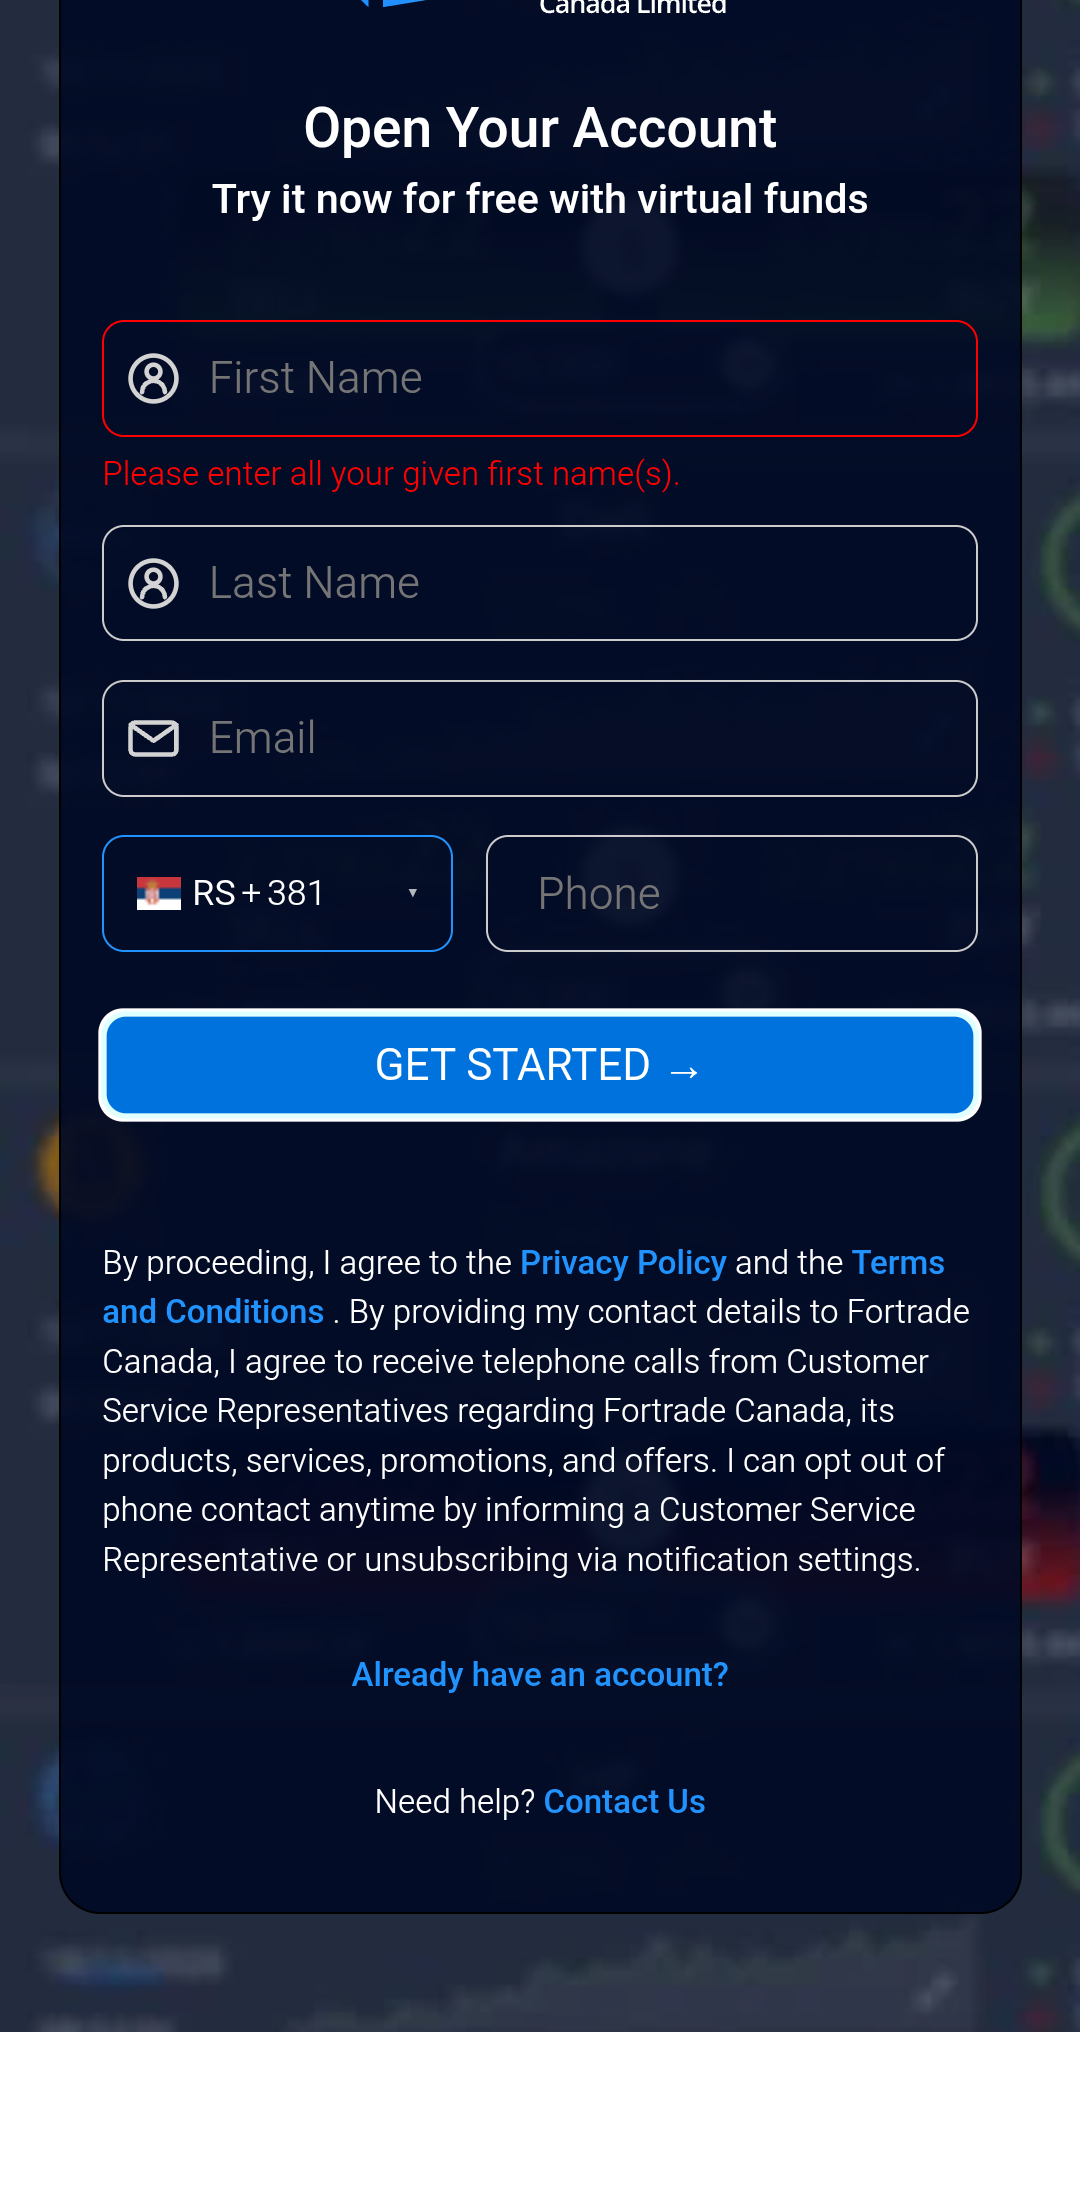 Canada Limited
Open Your Account
Try it now for free with virtual funds
First Name
Please enter all your given first name(s).
Last Name
Email
RS + 381 ▼
Phone
GET STARTED →
By proceeding, I agree to the Privacy Policy and the Terms
and Conditions . By providing my contact details to Fortrade
Canada, I agree to receive telephone calls from Customer
Service Representatives regarding Fortrade Canada, its
products, services, promotions, and offers. I can opt out of
phone contact anytime by informing a Customer Service
Representative or unsubscribing via notification settings.
Already have an account?
Need help? Contact Us